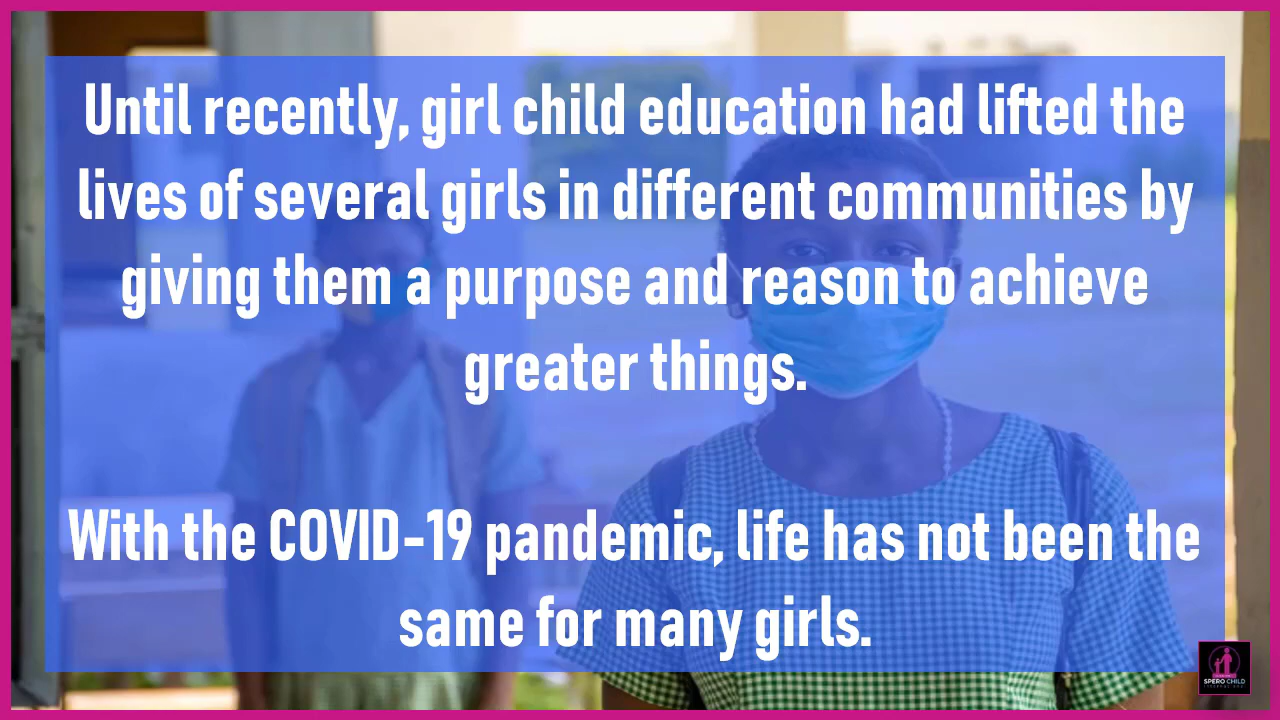 Until recently, girl child education had lifted the
lives of several girls in different communities by
giving them a purpose and reason to achieve
greater things.
With the COVID-19 pandemic, life has not been the
same for many girls.
SPERO CHILD